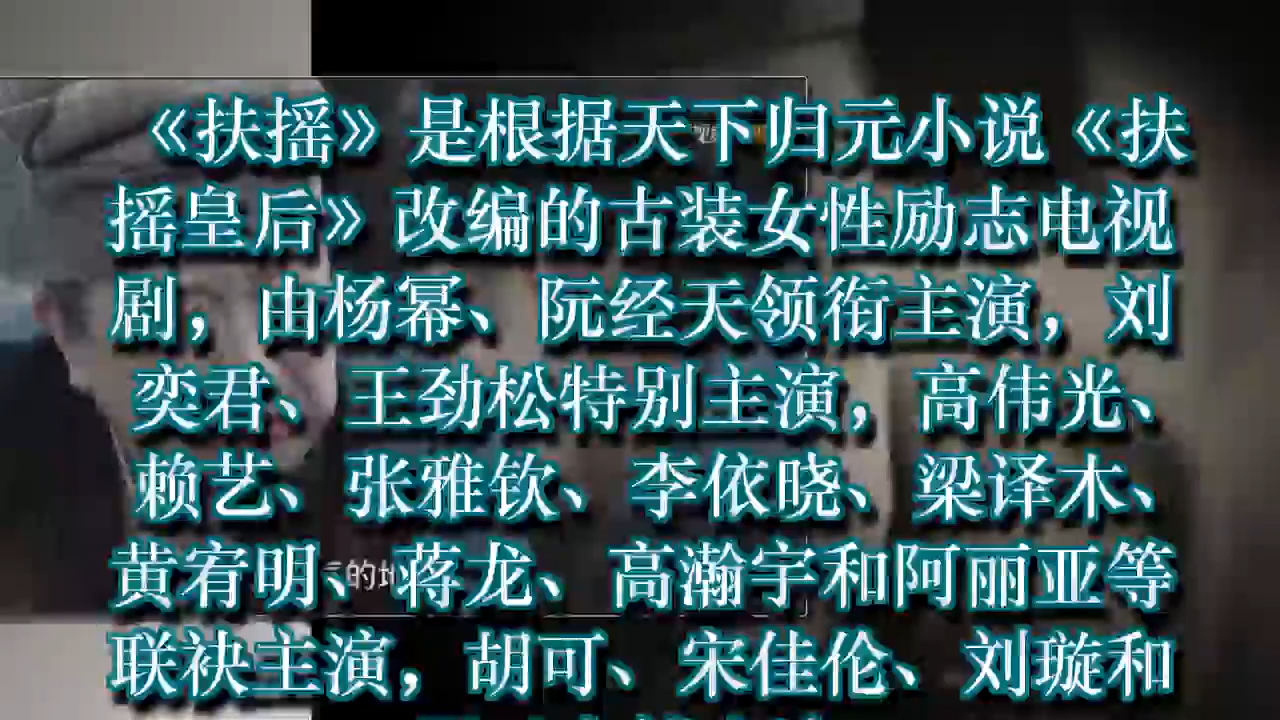 《扶摇》是根据天下归元小说《扶
摇皇后》改编的古装女性励志电视
剧，由杨幂、阮经天领衔主演，刘
奕君、王劲松特别主演，高伟光、
赖艺、张雅钦、李依晓、梁译木、
黄宥明、蒋龙、高瀚宇和阿丽亚等
的地
联袂主演，胡可、宋佳伦、刘璇和